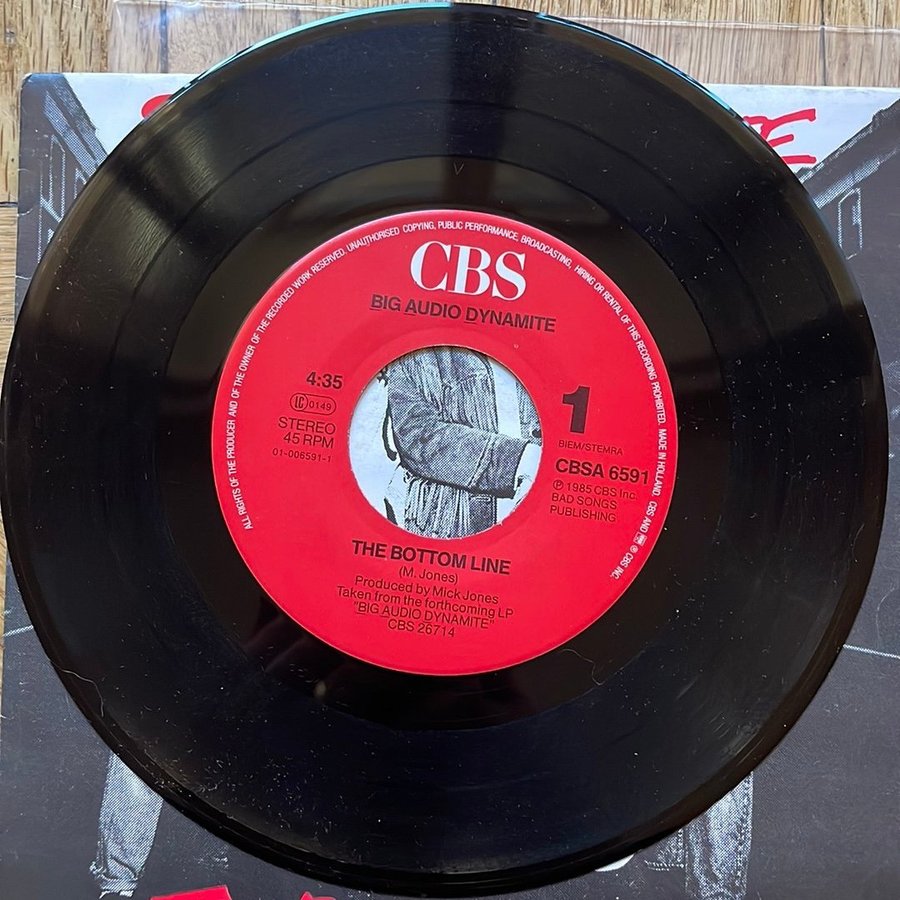 ALL RIGHTS OF THE PRODUCER AND OF THE OWNER OF THE RECORDED WORK RESERVED. UNAUTHORISED COPYING, PUBLIC PERFORMANCE, BROADCASTING, HIRING OR RENTAL OF THIS RECORDING PROHIBITED. MADE IN HOLLAND. CBS AND ® CBS INC.
CBS
BIG AUDIO DYNAMITE
4:35
LC 0149
STEREO
45 RPM
01-006591-1
1
BIEM/STEMRA
CBSA 6591
℗ 1985 CBS Inc.
BAD SONGS
PUBLISHING
THE BOTTOM LINE
(M. Jones)
Produced by Mick Jones
Taken from the forthcoming LP
"BIG AUDIO DYNAMITE"
CBS 26714